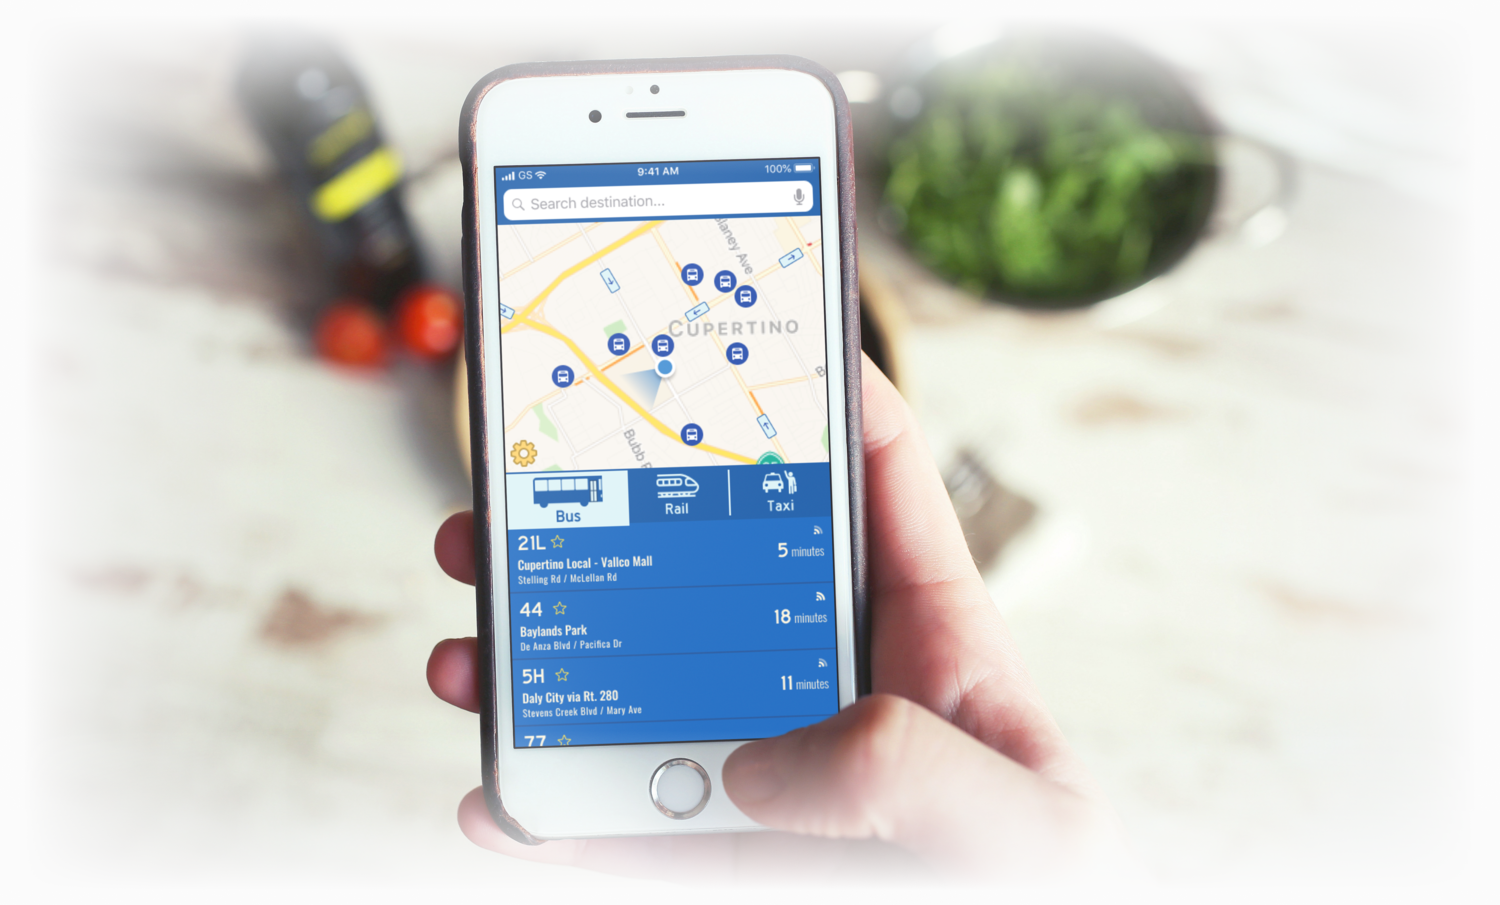 GS
9:41 AM
100%
Search destination...
Blaney Ave
CUPERTINO
B
Bubb R
Bus
Rail
Taxi
21L
Cupertino Local - Vallco Mall
Stelling Rd / McLellan Rd
5 minutes
44
Baylands Park
De Anza Blvd / Pacifica Dr
18 minutes
5H
Daly City via Rt. 280
Stevens Creek Blvd / Mary Ave
11 minutes
77